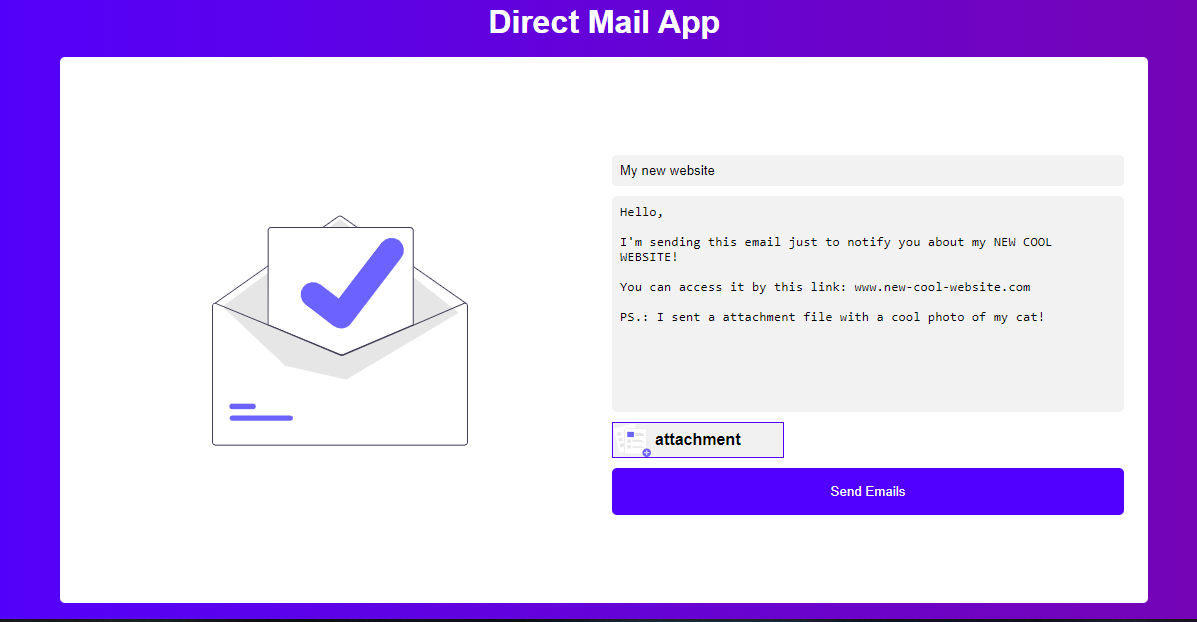 Direct Mail App
My new website
Hello,
I'm sending this email just to notify you about my NEW COOL
WEBSITE!
You can access it by this link: www.new-cool-website.com
PS.: I sent a attachment file with a cool photo of my cat!
attachment
Send Emails